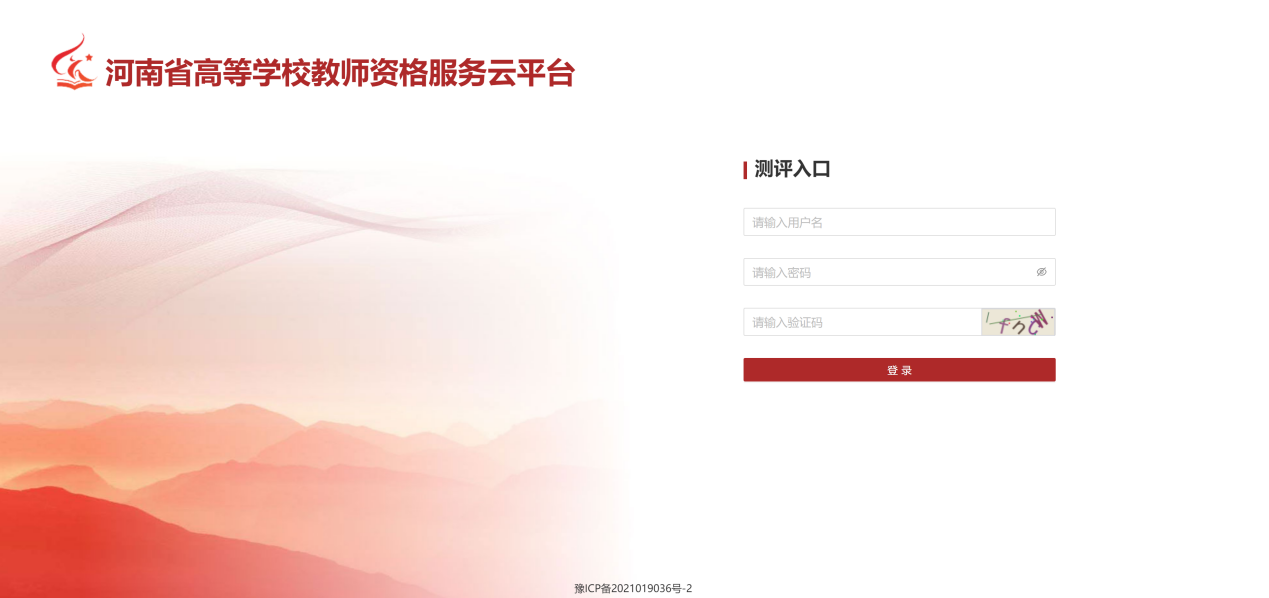 河南省高等学校教师资格服务云平台
测评入口
请输入用户名
请输入密码
请输入验证码
登 录
豫ICP备2021019036号-2